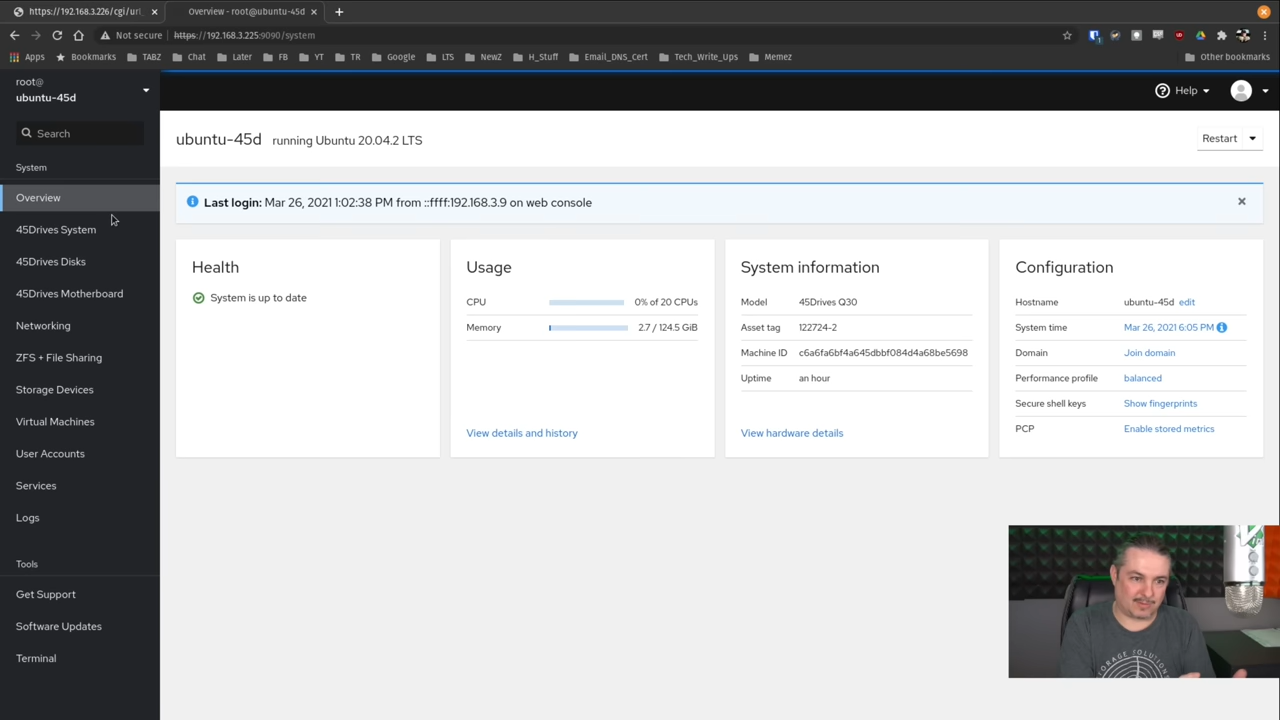 https://192.168.3.226/cgi/url_
Overview - root@ubuntu-45d
Not secure https://192.168.3.225:9090/system
Apps Bookmarks TABZ Chat Later FB YT TR Google LTS NewZ H_Stuff Email_DNS_Cert Tech_Write_Ups Memez Other bookmarks
root@
ubuntu-45d
Help
Search
ubuntu-45d running Ubuntu 20.04.2 LTS
Restart
System
Overview
45Drives System
45Drives Disks
45Drives Motherboard
Networking
ZFS + File Sharing
Storage Devices
Virtual Machines
User Accounts
Services
Logs
Tools
Get Support
Software Updates
Terminal
Last login: Mar 26, 2021 1:02:38 PM from ::ffff:192.168.3.9 on web console
Health
System is up to date
Usage
CPU 0% of 20 CPUs
Memory 2.7 / 124.5 GiB
View details and history
System information
Model 45Drives Q30
Asset tag 122724-2
Machine ID c6a6fa6bf4a645dbbf084d4a68be5698
Uptime an hour
View hardware details
Configuration
Hostname ubuntu-45d edit
System time Mar 26, 2021 6:05 PM
Domain Join domain
Performance profile balanced
Secure shell keys Show fingerprints
PCP Enable stored metrics